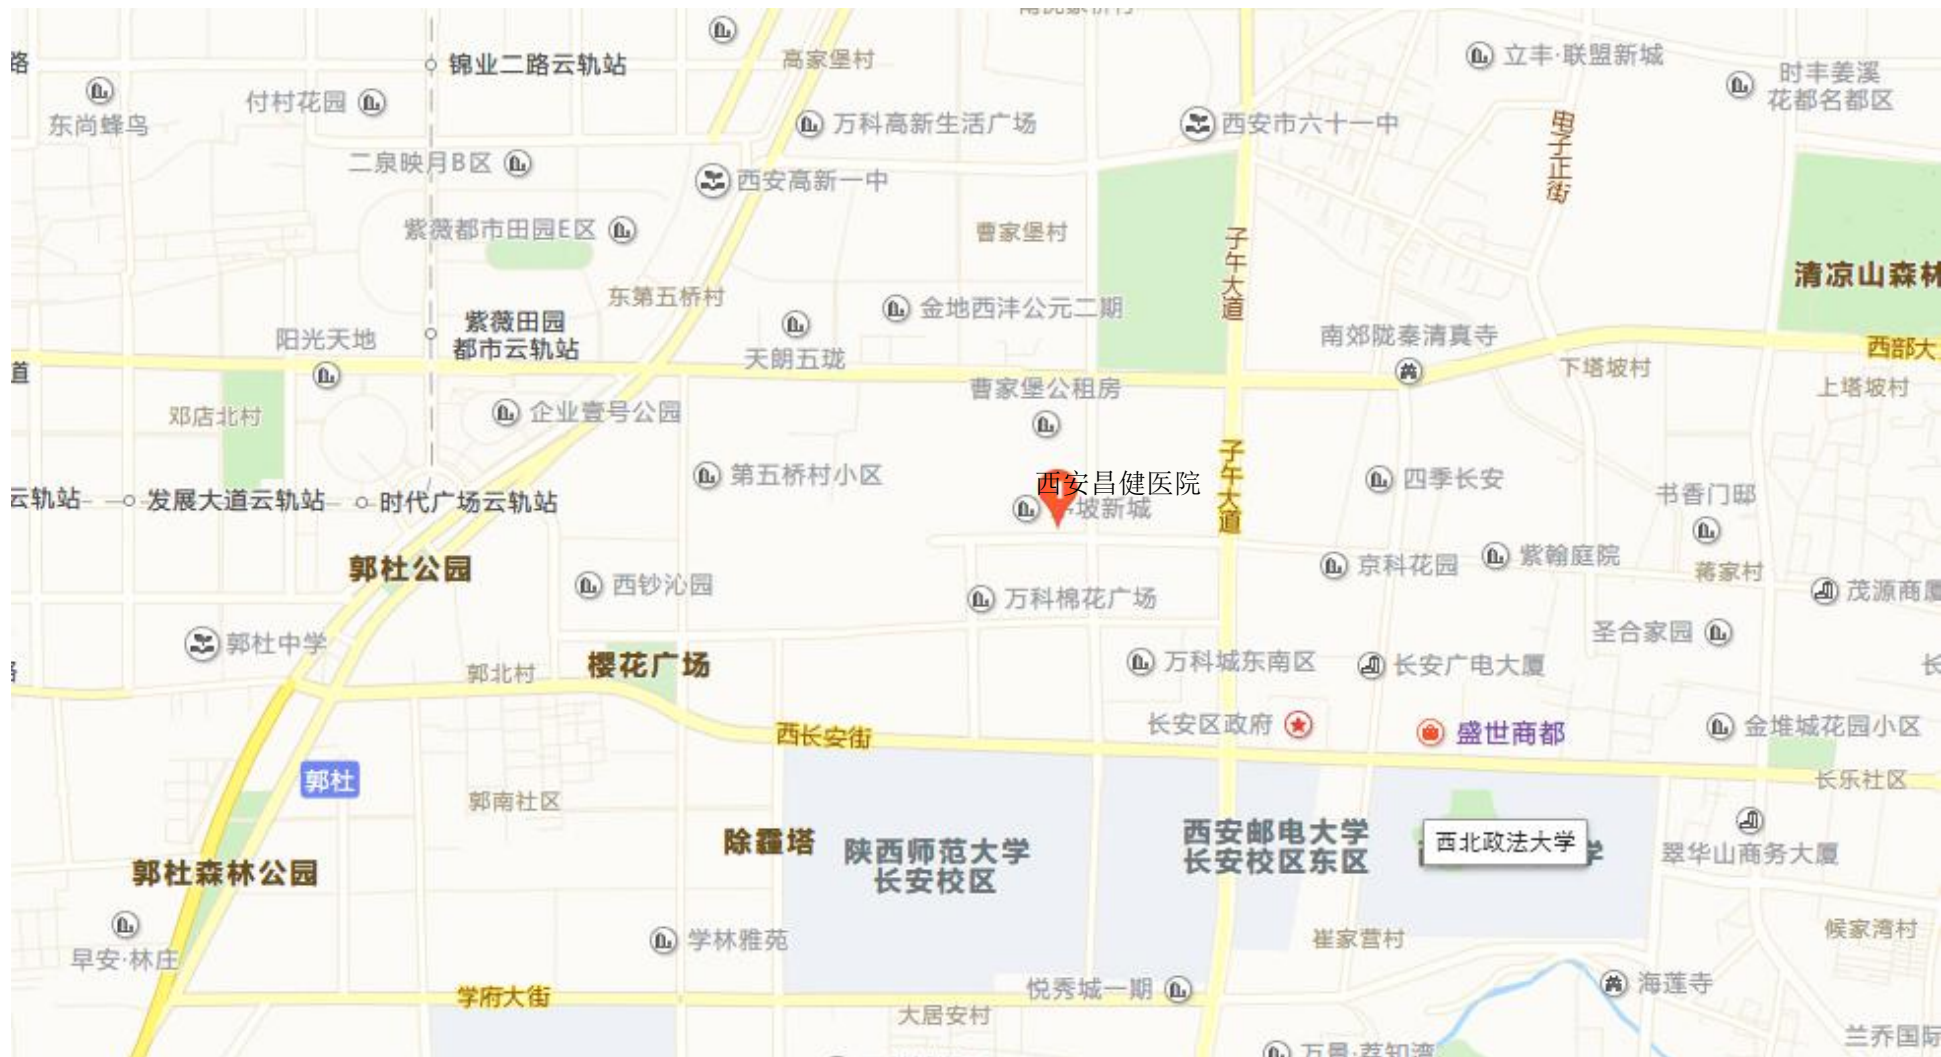 路
锦业二路云轨站
高家堡村
立丰·联盟新城
时丰姜溪
花都名都区
东尚蜂鸟
付村花园
万科高新生活广场
西安市六十一中
电子正街
二泉映月B区
西安高新一中
紫薇都市田园E区
曹家堡村
子午大道
清凉山森林
东第五桥村
金地西沣公元二期
紫薇田园
都市云轨站
阳光天地
天朗五珑
南郊陇秦清真寺
西部大
下塔坡村
上塔坡村
道
曹家堡公租房
邓店北村
企业壹号公园
第五桥村小区
西安昌健医院
坡新城
子午大道
四季长安
书香门邸
云轨站
发展大道云轨站
时代广场云轨站
郭杜公园
西钞沁园
京科花园
紫翰庭院
蒋家村
茂源商厦
万科棉花广场
郭杜中学
圣合家园
郭北村
樱花广场
万科城东南区
长安广电大厦
长
西长安街
长安区政府
盛世商都
金堆城花园小区
郭杜
长乐社区
郭南社区
除霾塔
陕西师范大学
长安校区
西安邮电大学
长安校区东区
西北政法大学
学
翠华山商务大厦
郭杜森林公园
学林雅苑
崔家营村
候家湾村
早安·林庄
学府大街
悦秀城一期
海莲寺
大居安村
兰乔国际
万景·荔知湾